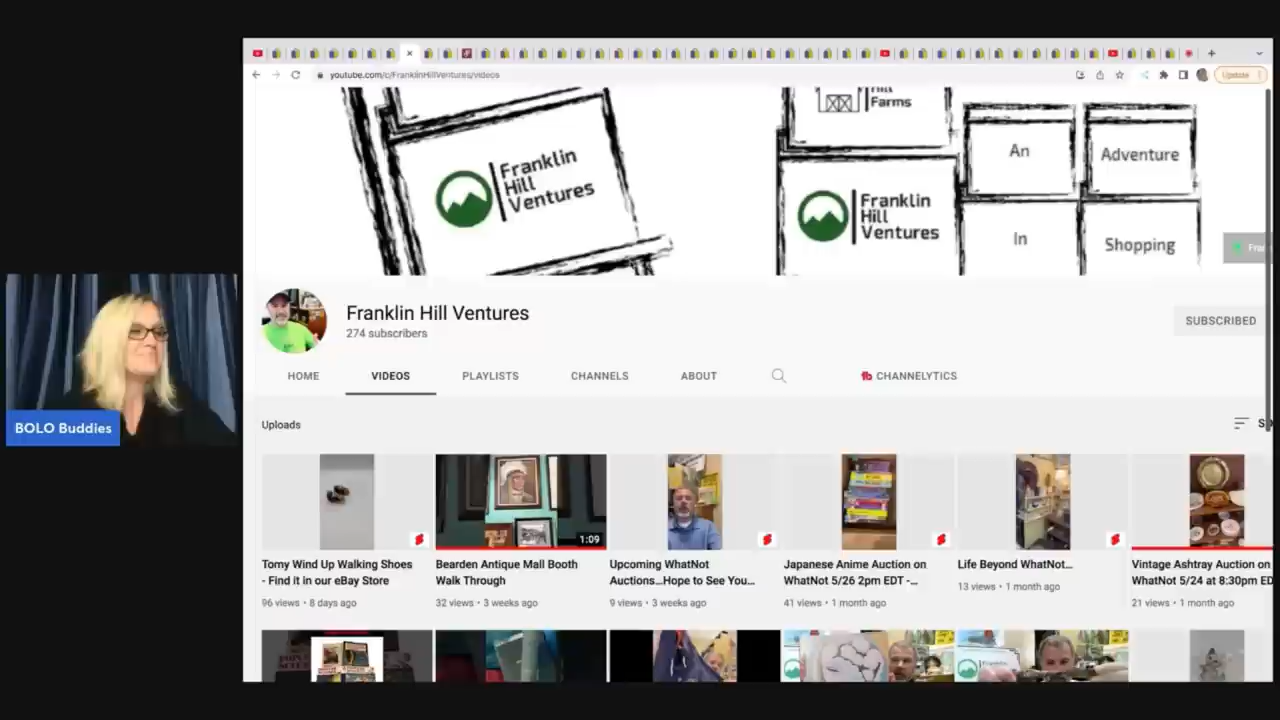 youtube.com/c/FranklinHillVentures/videos
Update
Farms
Franklin
Hill
Ventures
Franklin
Hill
Ventures
An
Adventure
In
Shopping
Franklin Hill Ventures
274 subscribers
SUBSCRIBED
HOME
VIDEOS
PLAYLISTS
CHANNELS
ABOUT
CHANNELYTICS
BOLO Buddies
Uploads
1:09
Tomy Wind Up Walking Shoes
- Find it in our eBay Store
96 views • 8 days ago
Bearden Antique Mall Booth
Walk Through
32 views • 3 weeks ago
Upcoming WhatNot
Auctions...Hope to See You...
9 views • 3 weeks ago
Japanese Anime Auction on
WhatNot 5/26 2pm EDT -...
41 views • 1 month ago
Life Beyond WhatNot...
13 views • 1 month ago
Vintage Ashtray Auction on
WhatNot 5/24 at 8:30pm ED
21 views • 1 month ago